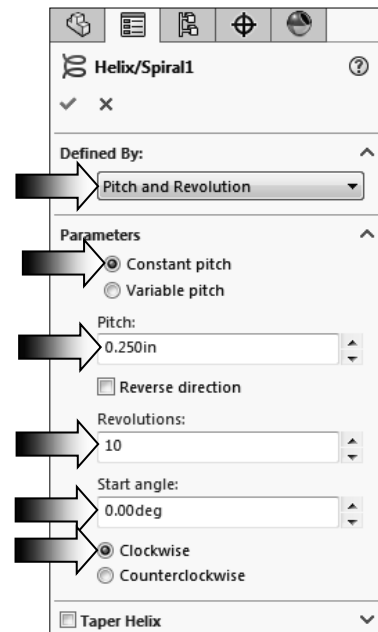 Helix/Spiral1
Defined By:
Pitch and Revolution
Parameters
Constant pitch
Variable pitch
Pitch:
0.250in
Reverse direction
Revolutions:
10
Start angle:
0.00deg
Clockwise
Counterclockwise
Taper Helix